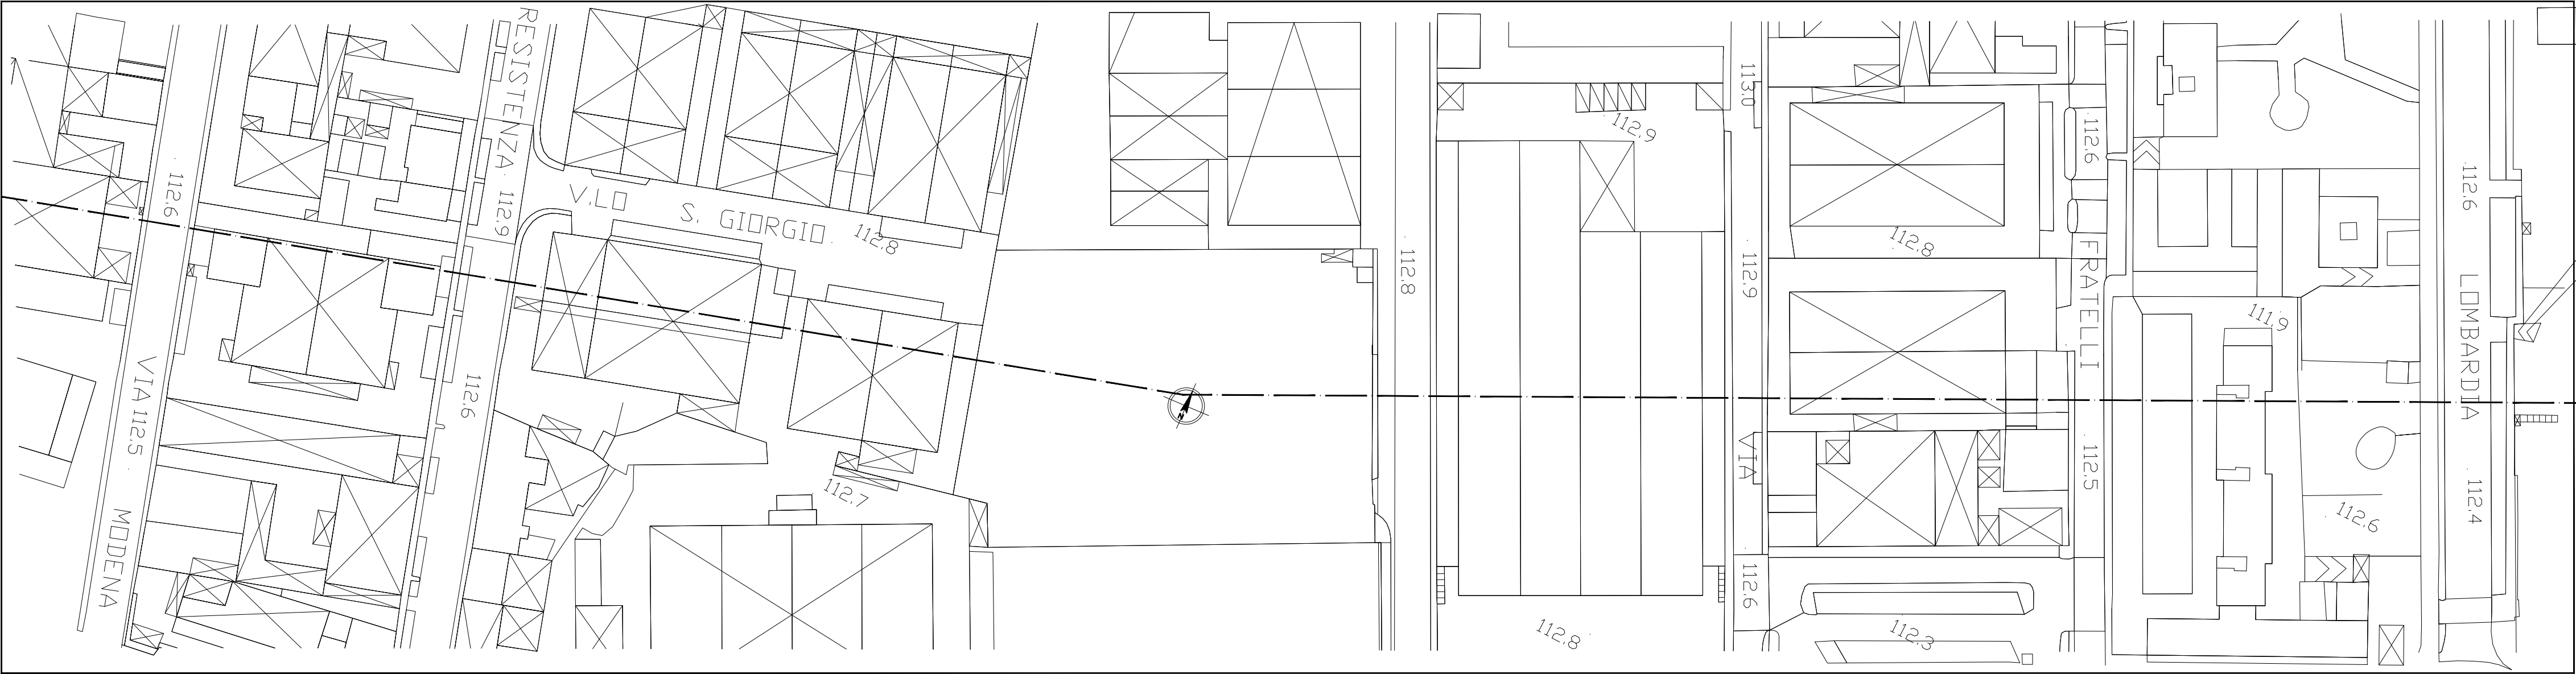 112.6
VIA 112.5
MODENA
RESISTENZA
112.9
112.6
V.LO S. GIORGIO
112.8
112.7
N
112.8
112.9
112.8
113.0
112.9
VIA
112.6
112.8
112.3
112.6
FRATELLI
112.5
111.9
112.6
112.6
LOMBARDIA
112.4